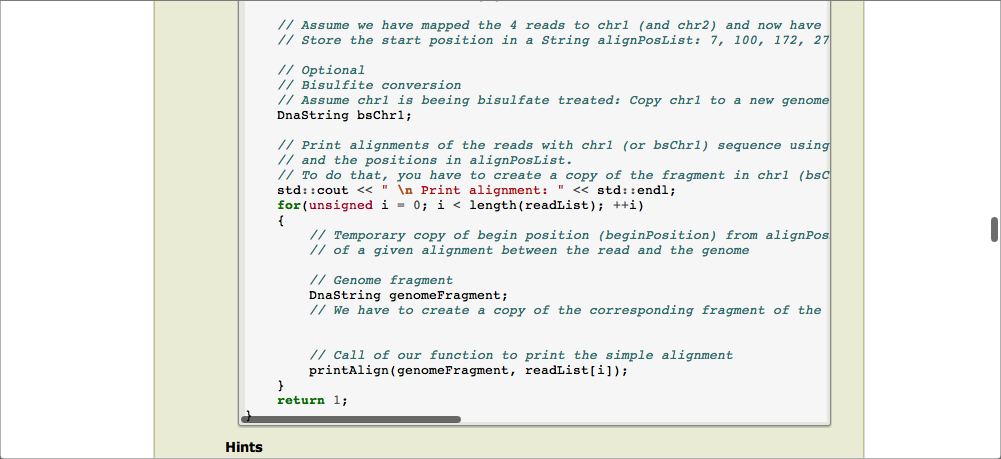 // Assume we have mapped the 4 reads to chr1 (and chr2) and now have
// Store the start position in a String alignPosList: 7, 100, 172, 27
// Optional
// Bisulfite conversion
// Assume chr1 is beeing bisulfate treated: Copy chr1 to a new genome
DnaString bsChr1;
// Print alignments of the reads with chr1 (or bsChr1) sequence using
// and the positions in alignPosList.
// To do that, you have to create a copy of the fragment in chr1 (bsC
std::cout << " \n Print alignment: " << std::endl;
for(unsigned i = 0; i < length(readList); ++i)
{
// Temporary copy of begin position (beginPosition) from alignPos
// of a given alignment between the read and the genome
// Genome fragment
DnaString genomeFragment;
// We have to create a copy of the corresponding fragment of the
// Call of our function to print the simple alignment
printAlign(genomeFragment, readList[i]);
}
return 1;
}
Hints